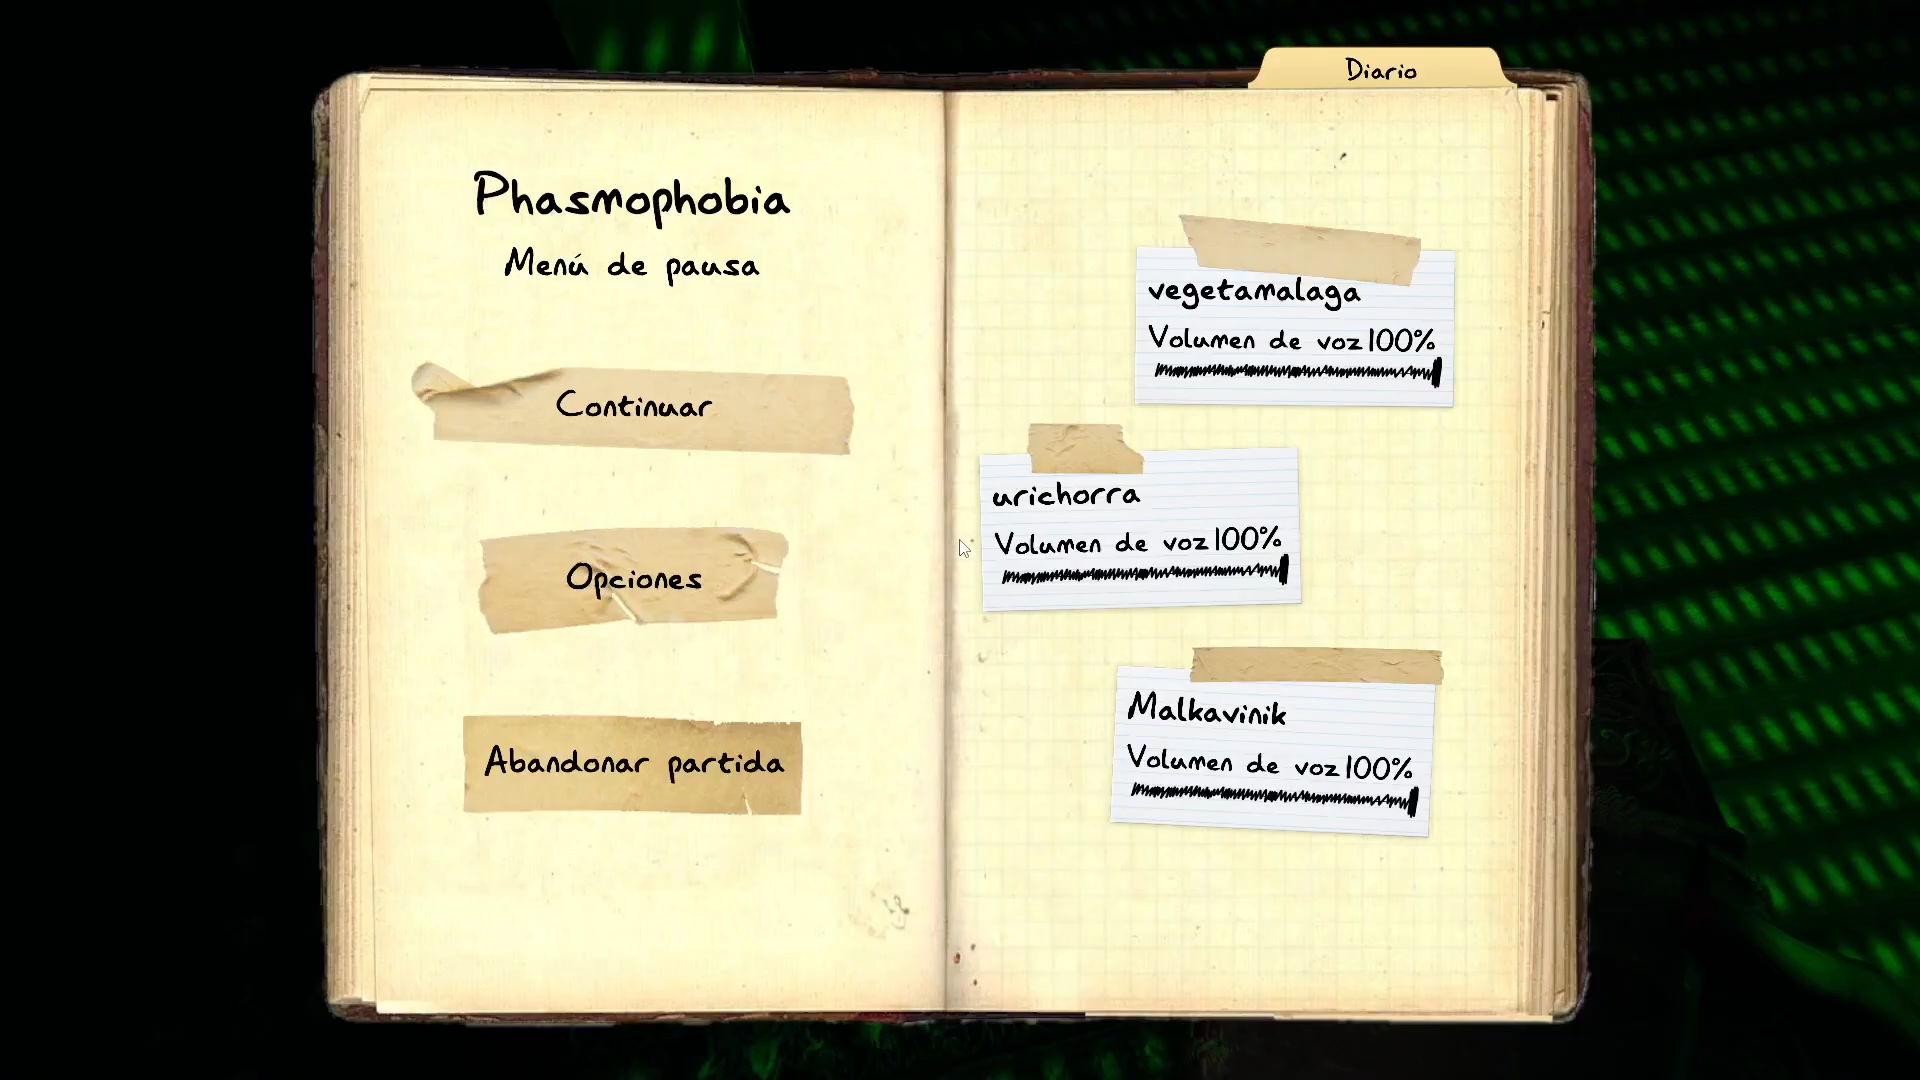 Diario
Phasmophobia
Menú de pausa
Continuar
Opciones
Abandonar partida
vegetamalaga
Volumen de voz 100%
urichorra
Volumen de voz 100%
Malkavinik
Volumen de voz 100%